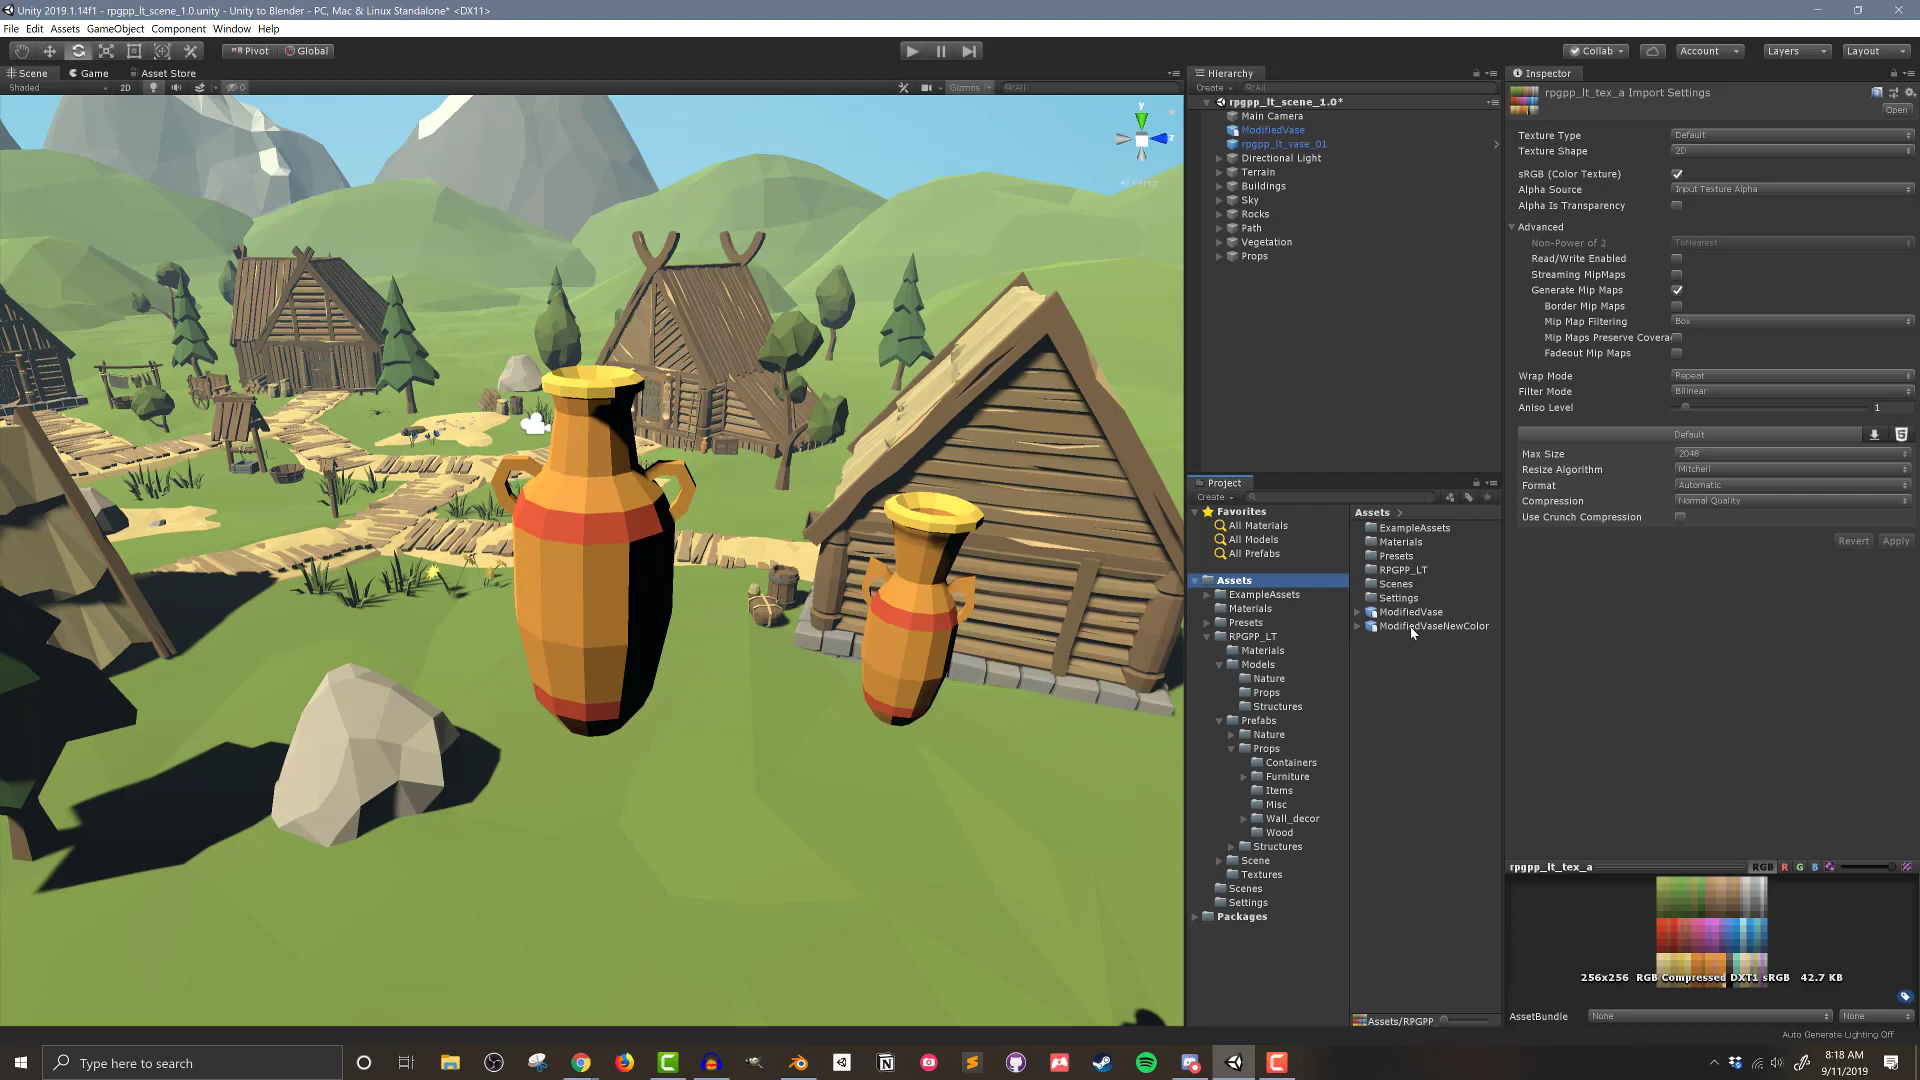 Unity 2019.1.14f1 - rpgpp_lt_scene_1.0.unity - Unity to Blender - PC, Mac & Linux Standalone* <DX11>
File Edit Assets GameObject Component Window Help
Pivot Global Collab Account Layers Layout
Scene Game Asset Store
Shaded 2D 0 Gizmos All
y
z
Persp
Hierarchy
Create All
rpgpp_lt_scene_1.0*
Main Camera
ModifiedVase
rpgpp_lt_vase_01
Directional Light
Terrain
Buildings
Sky
Rocks
Path
Vegetation
Props
Project
Create
Favorites
All Materials
All Models
All Prefabs
Assets
ExampleAssets
Materials
Presets
RPGPP_LT
Materials
Models
Nature
Props
Structures
Prefabs
Nature
Props
Containers
Furniture
Items
Misc
Wall_decor
Wood
Structures
Scene
Textures
Scenes
Settings
Packages
Assets
ExampleAssets
Materials
Presets
RPGPP_LT
Scenes
Settings
ModifiedVase
ModifiedVaseNewColor
Assets/RPGPP_
Inspector
rpgpp_lt_tex_a Import Settings
Open
Texture Type Default
Texture Shape 2D
sRGB (Color Texture)
Alpha Source Input Texture Alpha
Alpha Is Transparency
Advanced
Non-Power of 2 ToNearest
Read/Write Enabled
Streaming MipMaps
Generate Mip Maps
Border Mip Maps
Mip Map Filtering Box
Mip Maps Preserve Covera
Fadeout Mip Maps
Wrap Mode Repeat
Filter Mode Bilinear
Aniso Level 1
Default
Max Size 2048
Resize Algorithm Mitchell
Format Automatic
Compression Normal Quality
Use Crunch Compression
Revert Apply
rpgpp_lt_tex_a RGB R G B
256x256 RGB Compressed DXT1 sRGB 42.7 KB
AssetBundle None None
Auto Generate Lighting Off
Type here to search
8:18 AM
9/11/2019